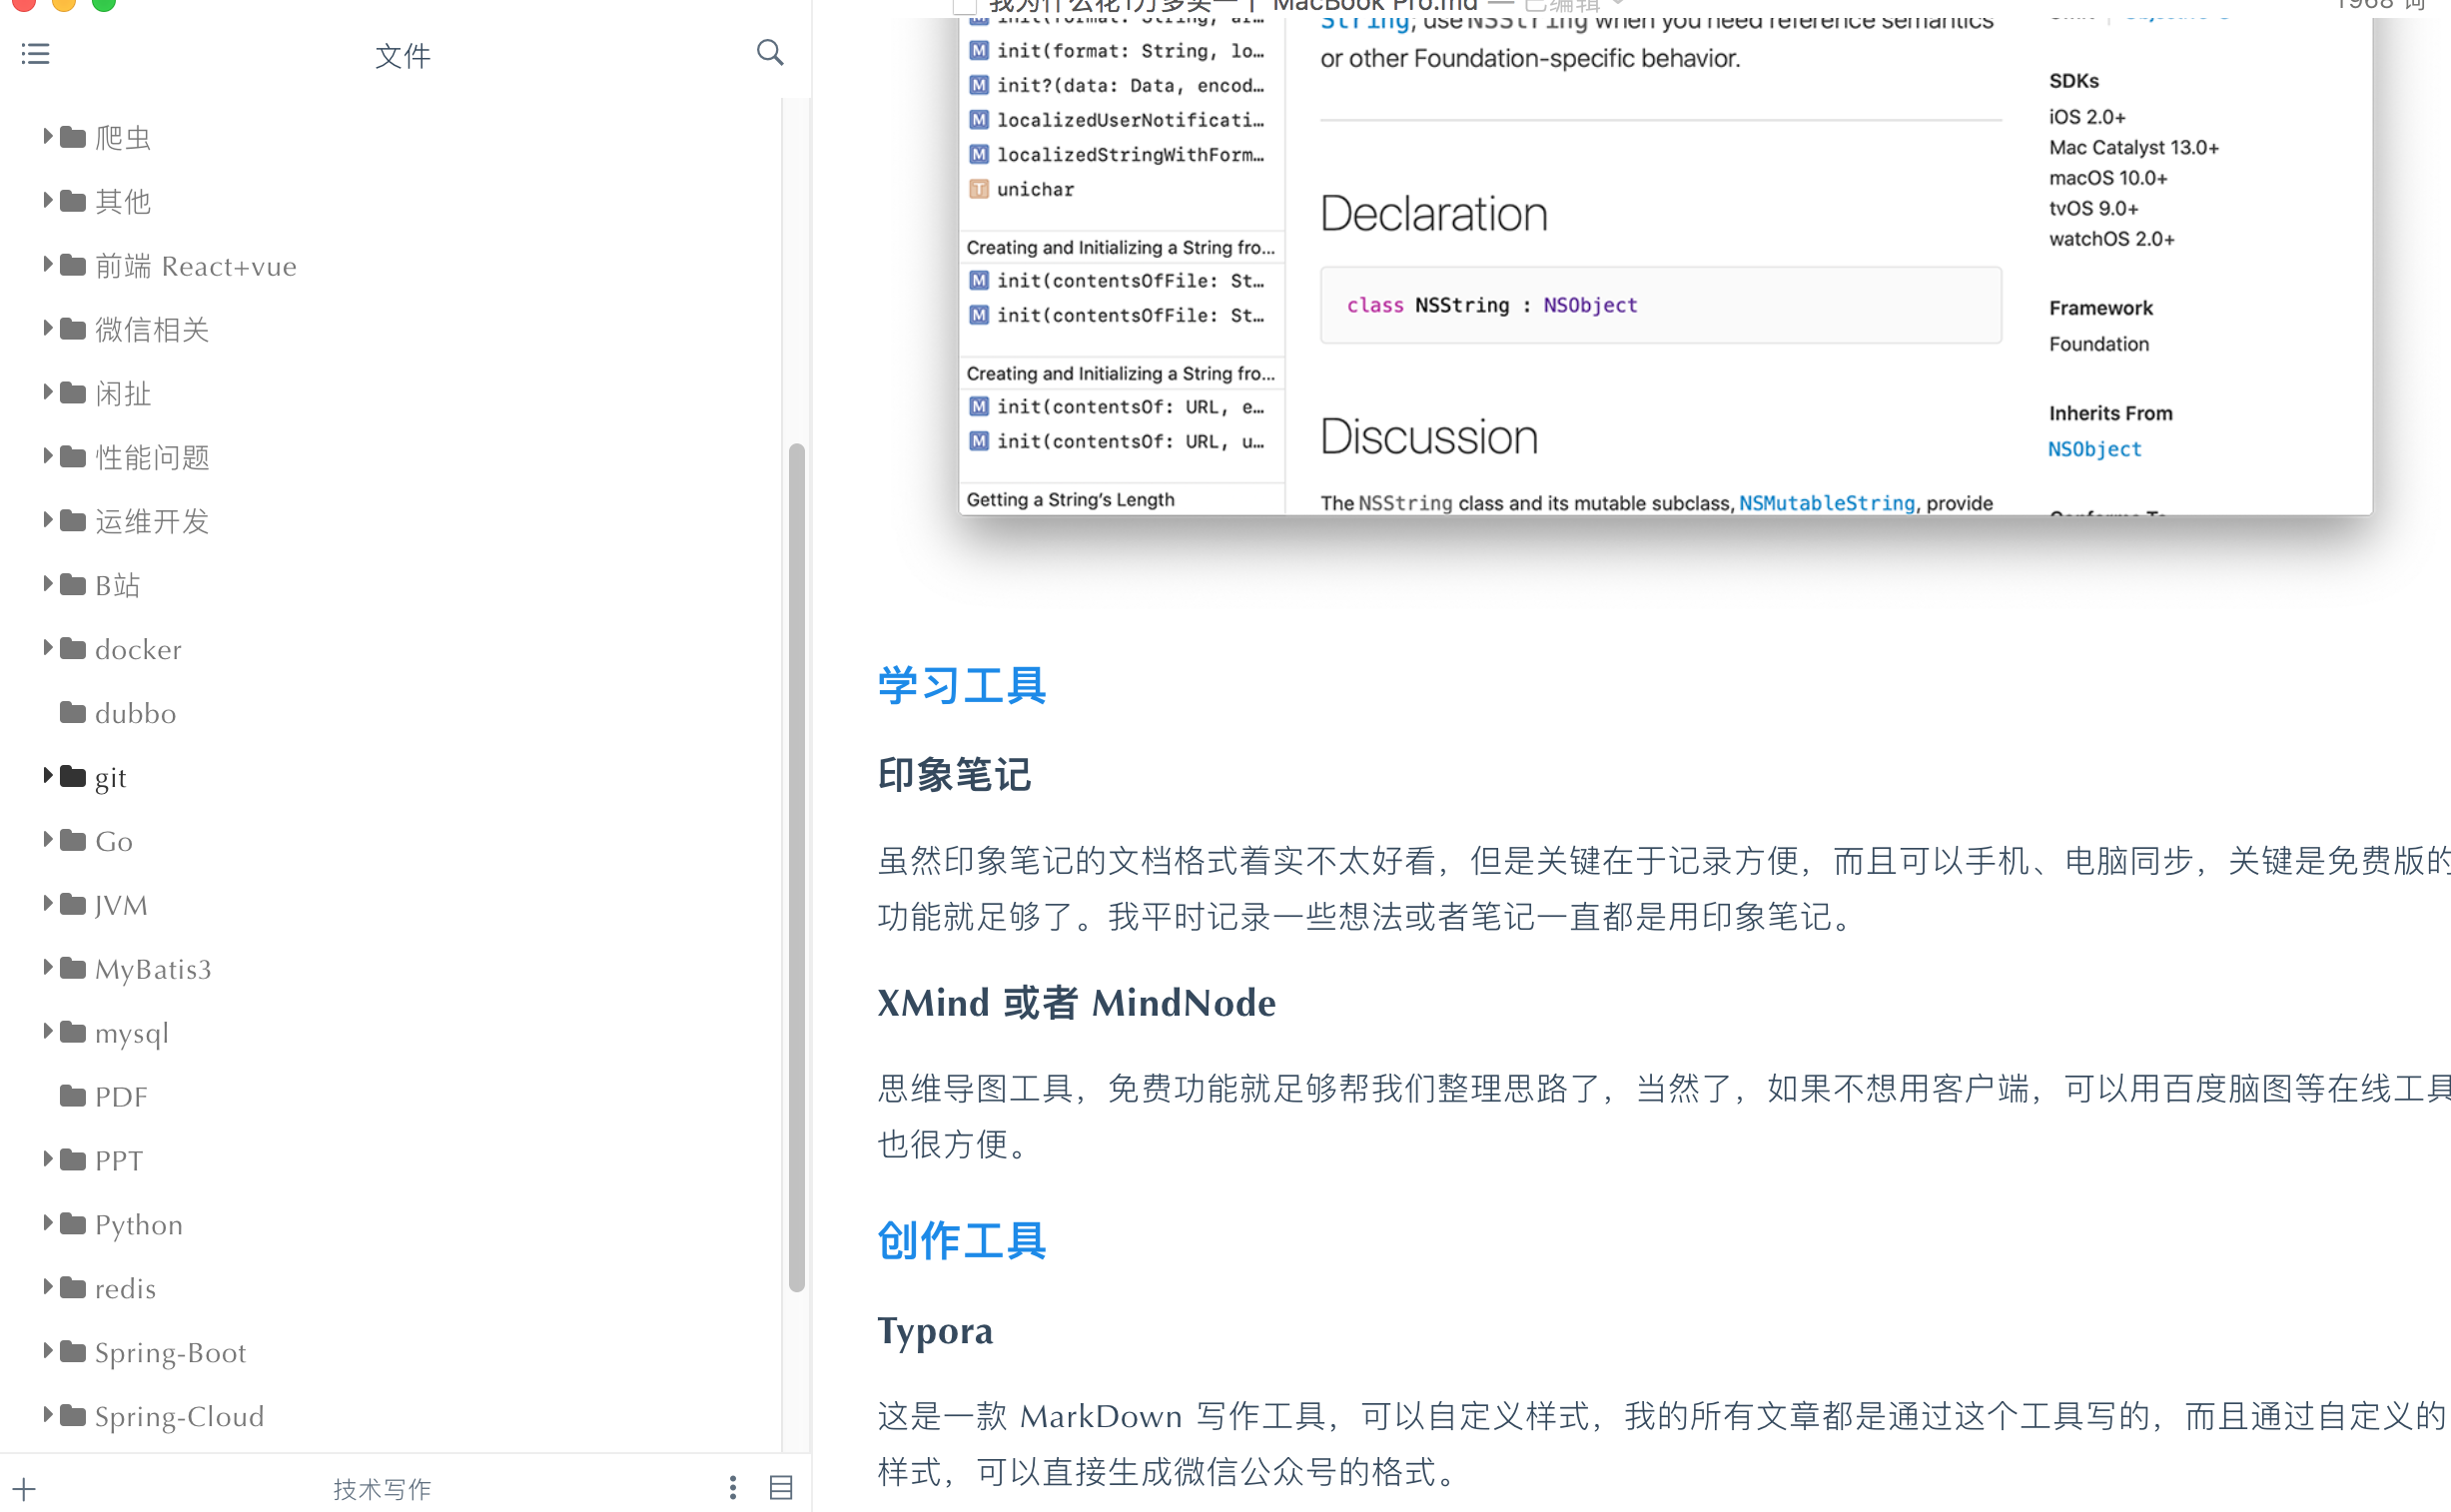 我为什么花1万多买一个 MacBook Pro.md — 已编辑
1968 词
文件
爬虫
其他
前端 React+vue
微信相关
闲扯
性能问题
运维开发
B站
docker
dubbo
git
Go
JVM
MyBatis3
mysql
PDF
PPT
Python
redis
Spring-Boot
Spring-Cloud
技术写作
M init(format: String, lo…
M init?(data: Data, encod…
M localizedUserNotificati…
M localizedStringWithForm…
T unichar
Creating and Initializing a String fro...
M init(contentsOfFile: St…
M init(contentsOfFile: St…
Creating and Initializing a String fro...
M init(contentsOf: URL, e…
M init(contentsOf: URL, u…
Getting a String’s Length
String; use NSString when you need reference semantics
or other Foundation-specific behavior.
Declaration
class NSString : NSObject
Discussion
The NSString class and its mutable subclass, NSMutableString, provide
SDKs
iOS 2.0+
Mac Catalyst 13.0+
macOS 10.0+
tvOS 9.0+
watchOS 2.0+
Framework
Foundation
Inherits From
NSObject
学习工具
印象笔记
虽然印象笔记的文档格式着实不太好看，但是关键在于记录方便，而且可以手机、电脑同步，关键是免费版的
功能就足够了。我平时记录一些想法或者笔记一直都是用印象笔记。
XMind 或者 MindNode
思维导图工具，免费功能就足够帮我们整理思路了，当然了，如果不想用客户端，可以用百度脑图等在线工具
也很方便。
创作工具
Typora
这是一款 MarkDown 写作工具，可以自定义样式，我的所有文章都是通过这个工具写的，而且通过自定义的
样式，可以直接生成微信公众号的格式。